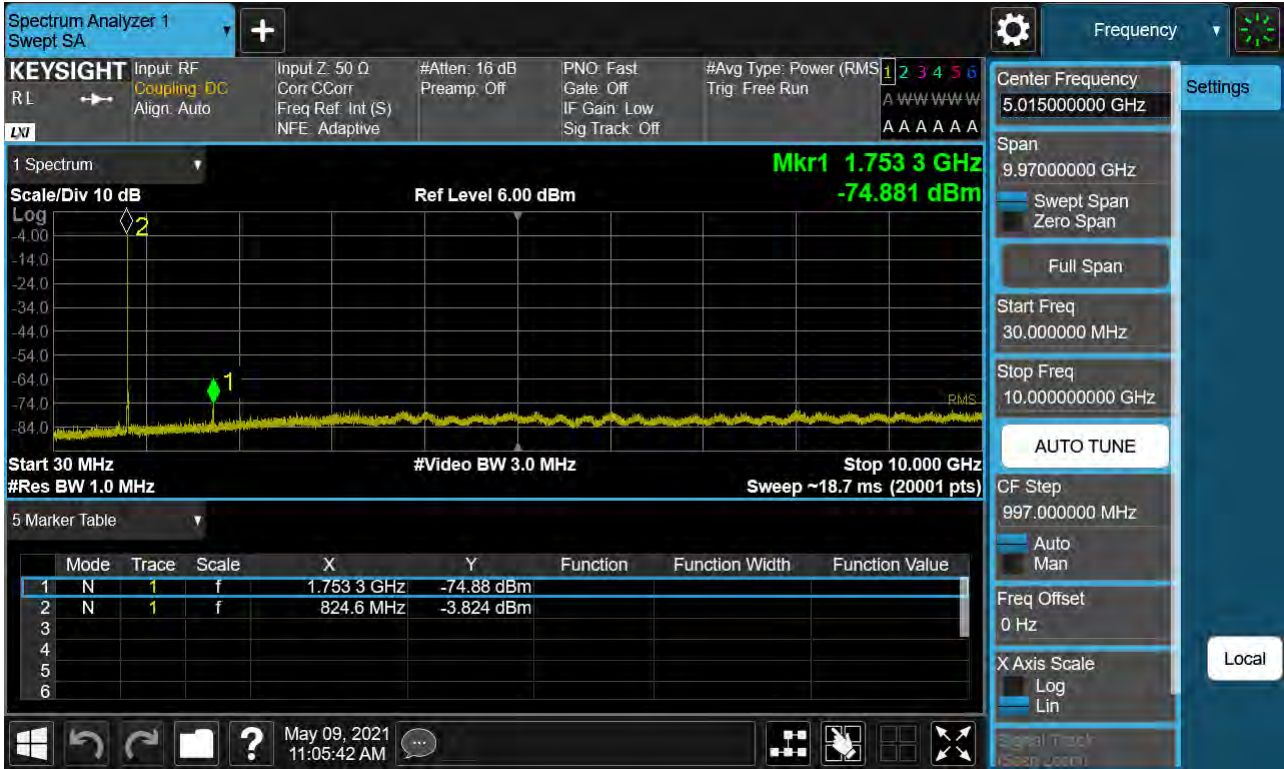 Spectrum Analyzer 1
Swept SA
+
Frequency
KEYSIGHT
RL
LXI
Input: RF
Coupling: DC
Align: Auto
Input Z: 50 Ω
Corr CCorr
Freq Ref: Int (S)
NFE: Adaptive
#Atten: 16 dB
Preamp: Off
PNO: Fast
Gate: Off
IF Gain: Low
Sig Track: Off
#Avg Type: Power (RMS
Trig: Free Run
1 2 3 4 5 6
A W W W W W
A A A A A A
1 Spectrum
Mkr1 1.753 3 GHz
-74.881 dBm
Scale/Div 10 dB
Ref Level 6.00 dBm
Log
-4.00
-14.0
-24.0
-34.0
-44.0
-54.0
-64.0
-74.0
-84.0
2
1
RMS
Start 30 MHz
#Video BW 3.0 MHz
Stop 10.000 GHz
#Res BW 1.0 MHz
Sweep ~18.7 ms (20001 pts)
5 Marker Table
Mode Trace Scale X Y Function Function Width Function Value
1 N 1 f 1.753 3 GHz -74.88 dBm
2 N 1 f 824.6 MHz -3.824 dBm
3
4
5
6
May 09, 2021
11:05:42 AM
?
Center Frequency
5.015000000 GHz
Settings
Span
9.97000000 GHz
Swept Span
Zero Span
Full Span
Start Freq
30.000000 MHz
Stop Freq
10.000000000 GHz
AUTO TUNE
CF Step
997.000000 MHz
Auto
Man
Freq Offset
0 Hz
X Axis Scale
Log
Lin
Local
Signal Track
(Span Zoom)